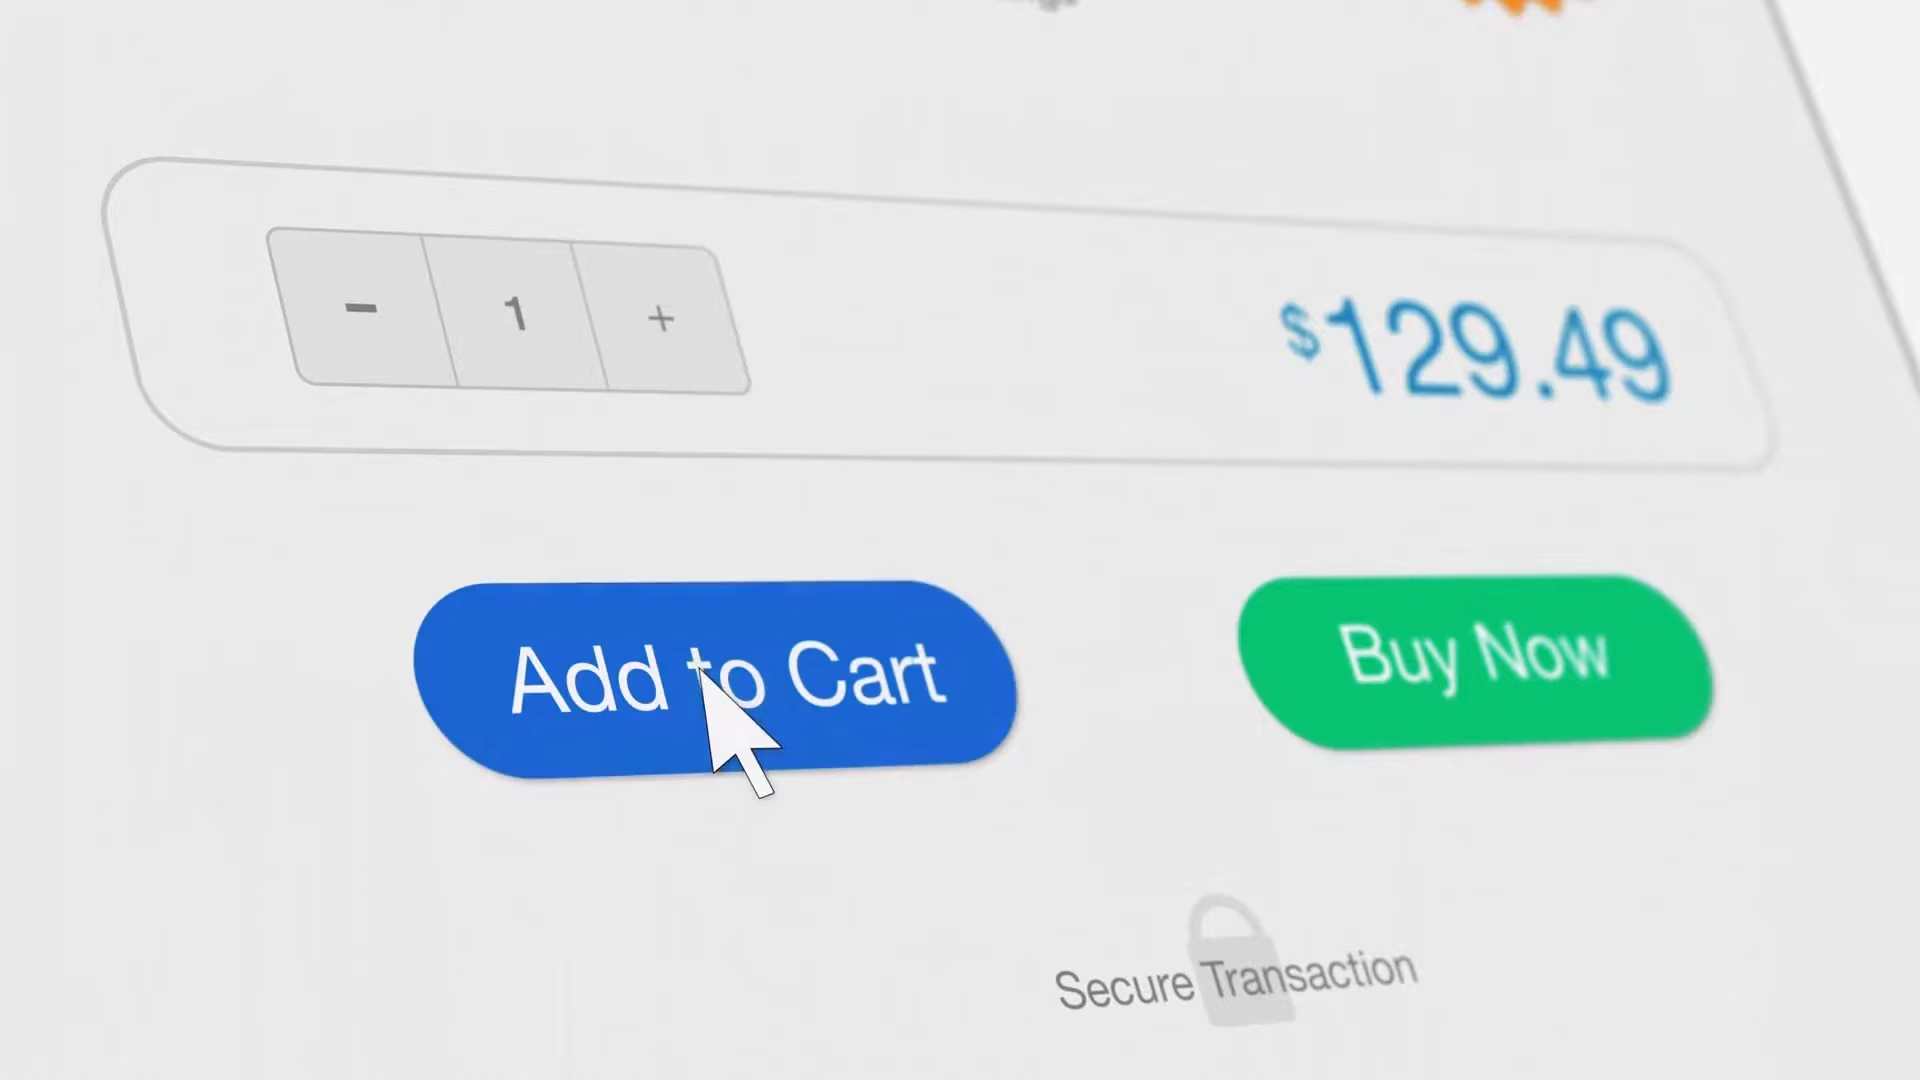 - 1 +
$129.49
Add to Cart
Buy Now
Secure Transaction